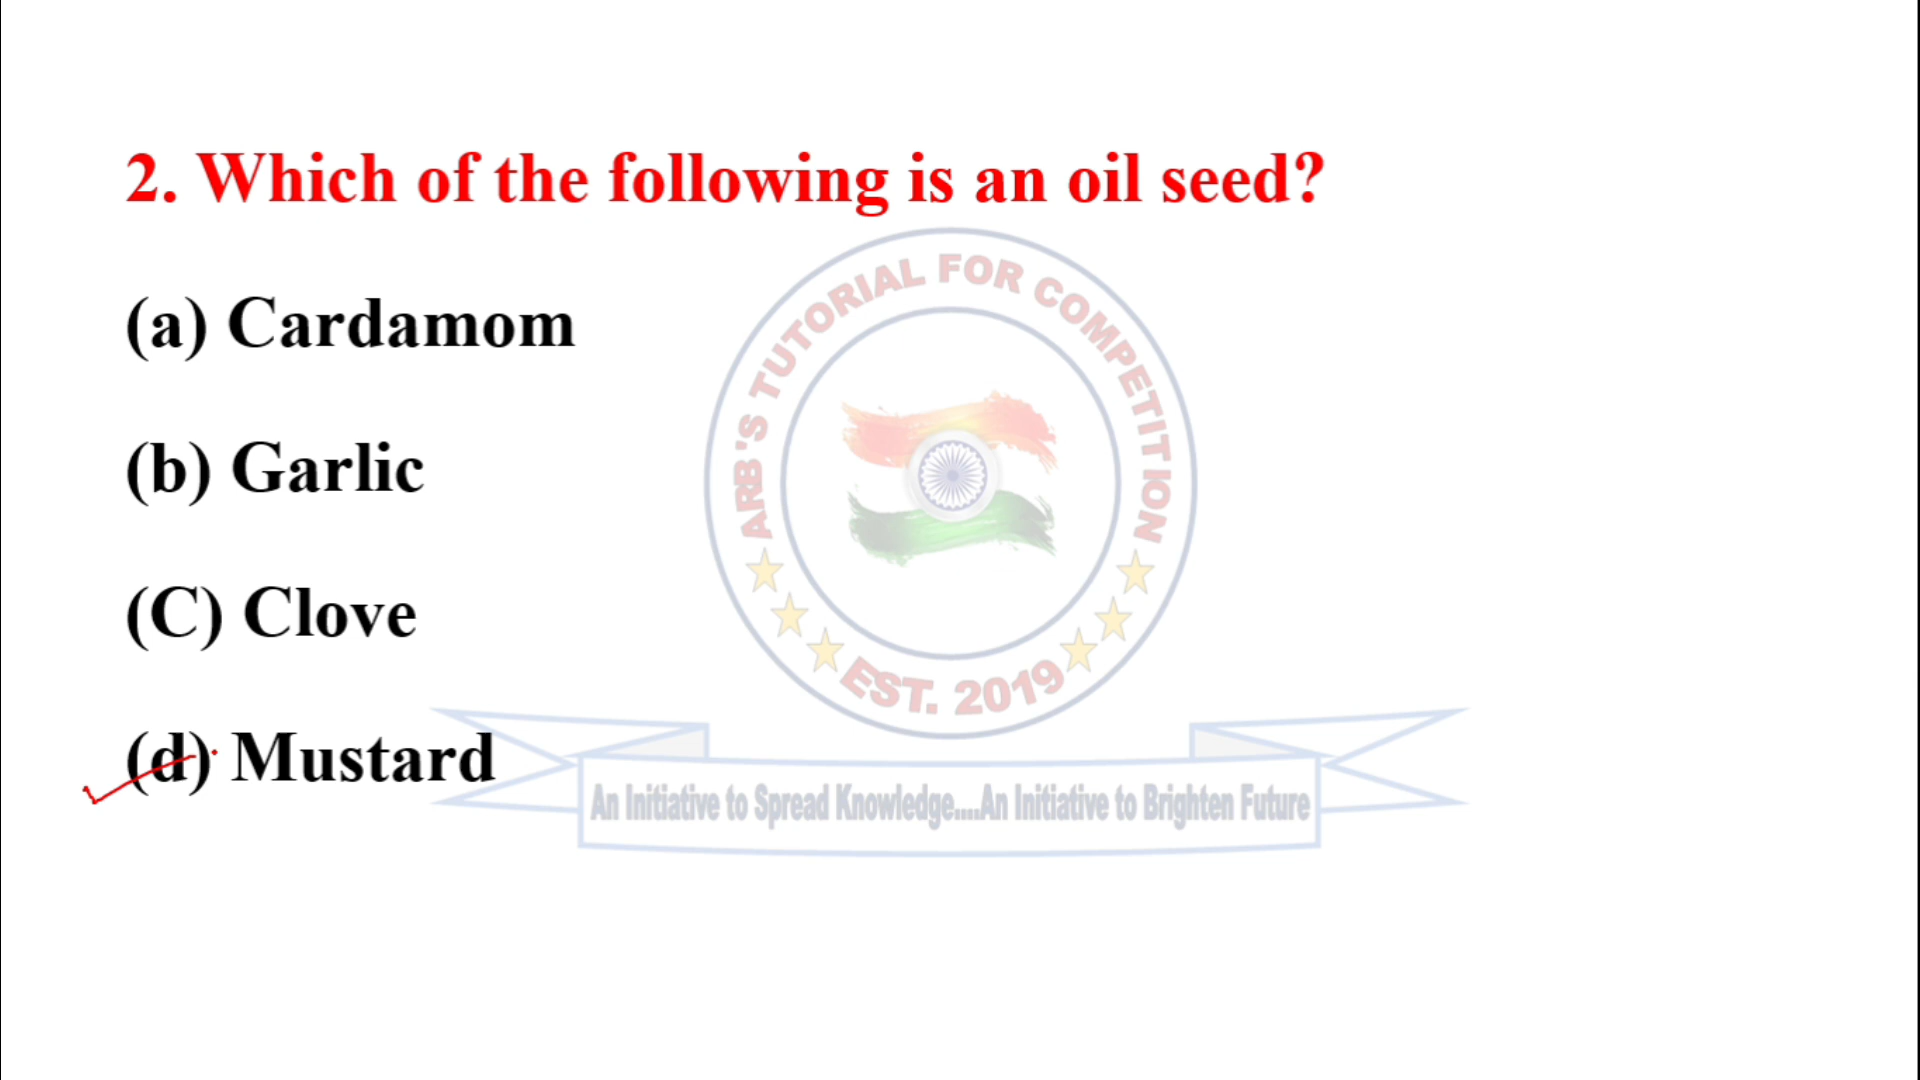 2. Which of the following is an oil seed?
(a) Cardamom
(b) Garlic
(C) Clove
(d) Mustard
ARB'S TUTORIAL FOR COMPETITION
EST. 2019
An Initiative to Spread Knowledge....An Initiative to Brighten Future